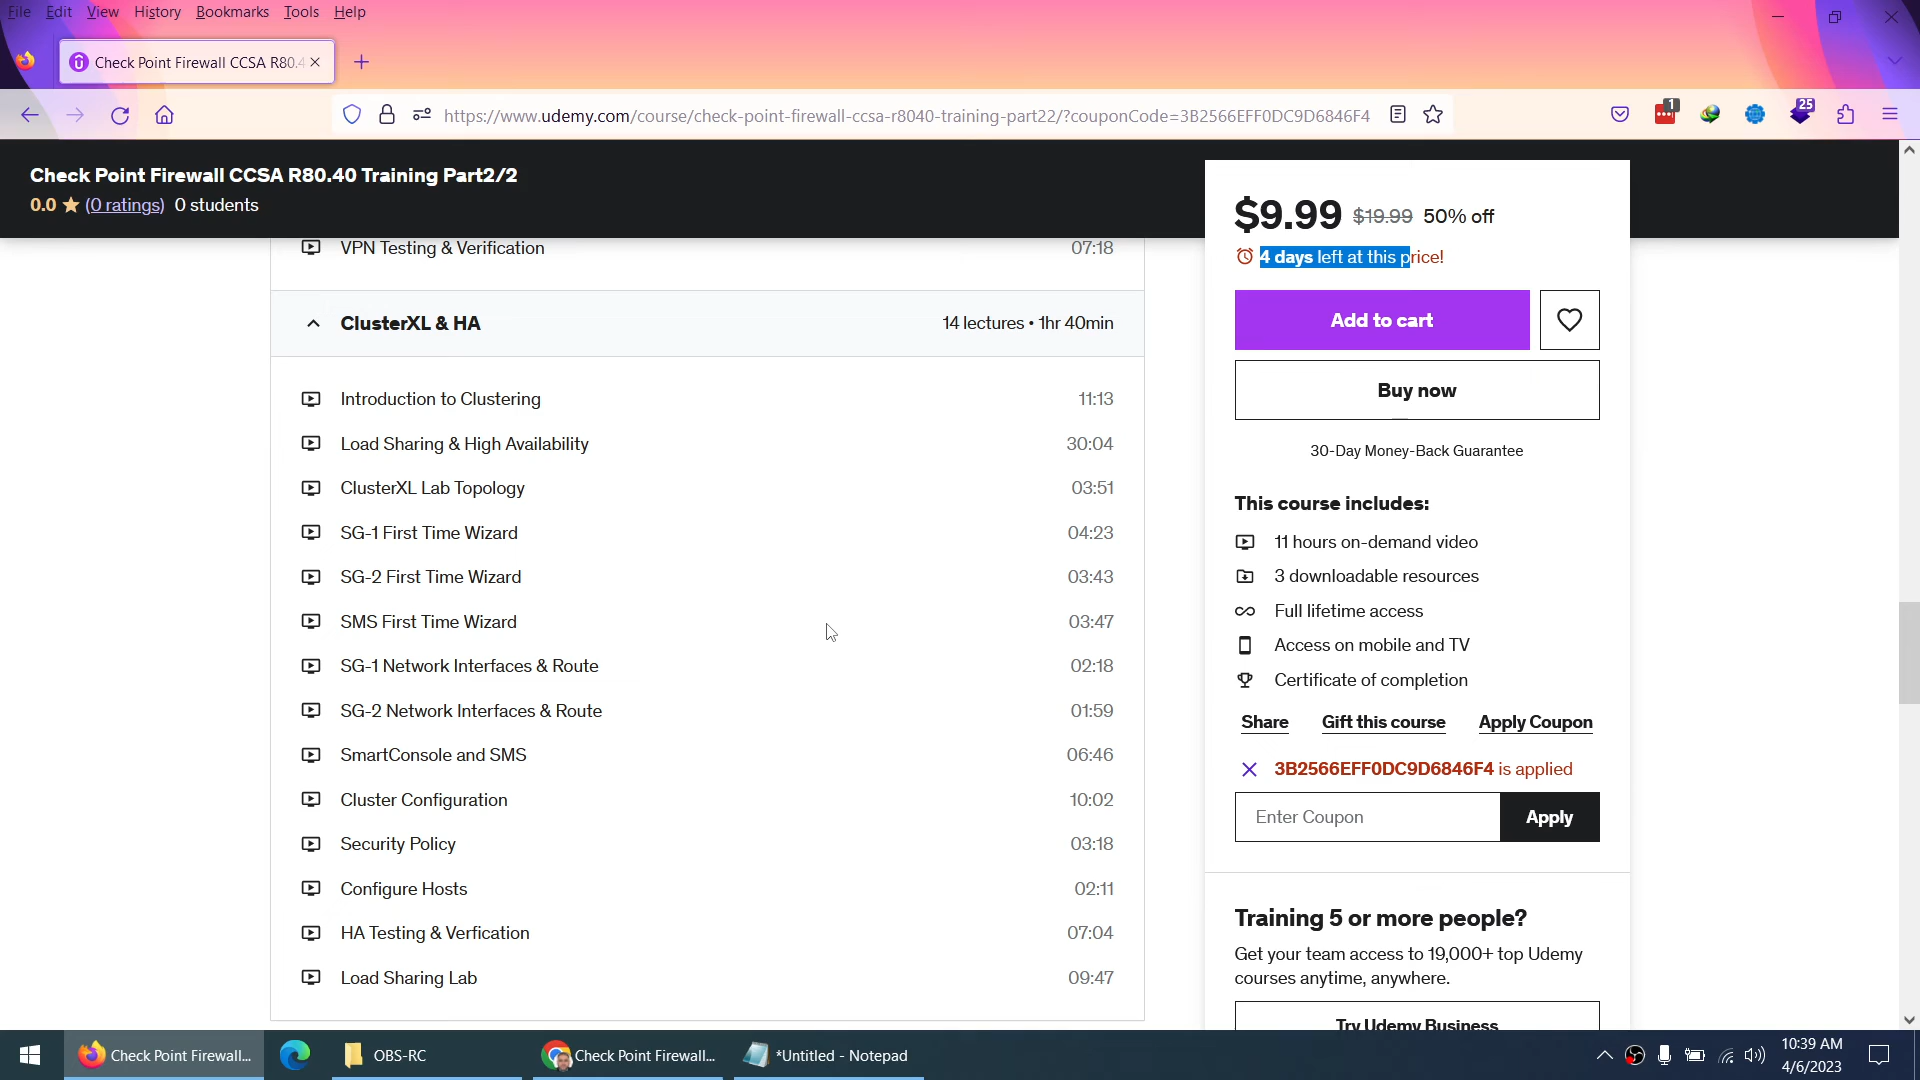 File Edit View History Bookmarks Tools Help
Check Point Firewall CCSA R80.4
https://www.udemy.com/course/check-point-firewall-ccsa-r8040-training-part22/?couponCode=3B2566EFF0DC9D6846F4
1
25
Check Point Firewall CCSA R80.40 Training Part2/2
0.0 (0 ratings) 0 students
VPN Testing & Verification 07:18
ClusterXL & HA 14 lectures • 1hr 40min
Introduction to Clustering 11:13
Load Sharing & High Availability 30:04
ClusterXL Lab Topology 03:51
SG-1 First Time Wizard 04:23
SG-2 First Time Wizard 03:43
SMS First Time Wizard 03:47
SG-1 Network Interfaces & Route 02:18
SG-2 Network Interfaces & Route 01:59
SmartConsole and SMS 06:46
Cluster Configuration 10:02
Security Policy 03:18
Configure Hosts 02:11
HA Testing & Verfication 07:04
Load Sharing Lab 09:47
$9.99 $19.99 50% off
4 days left at this price!
Add to cart
Buy now
30-Day Money-Back Guarantee
This course includes:
11 hours on-demand video
3 downloadable resources
Full lifetime access
Access on mobile and TV
Certificate of completion
Share Gift this course Apply Coupon
3B2566EFF0DC9D6846F4 is applied
Enter Coupon Apply
Training 5 or more people?
Get your team access to 19,000+ top Udemy
courses anytime, anywhere.
Try Udemy Business
Check Point Firewall... OBS-RC Check Point Firewall... *Untitled - Notepad
10:39 AM
4/6/2023